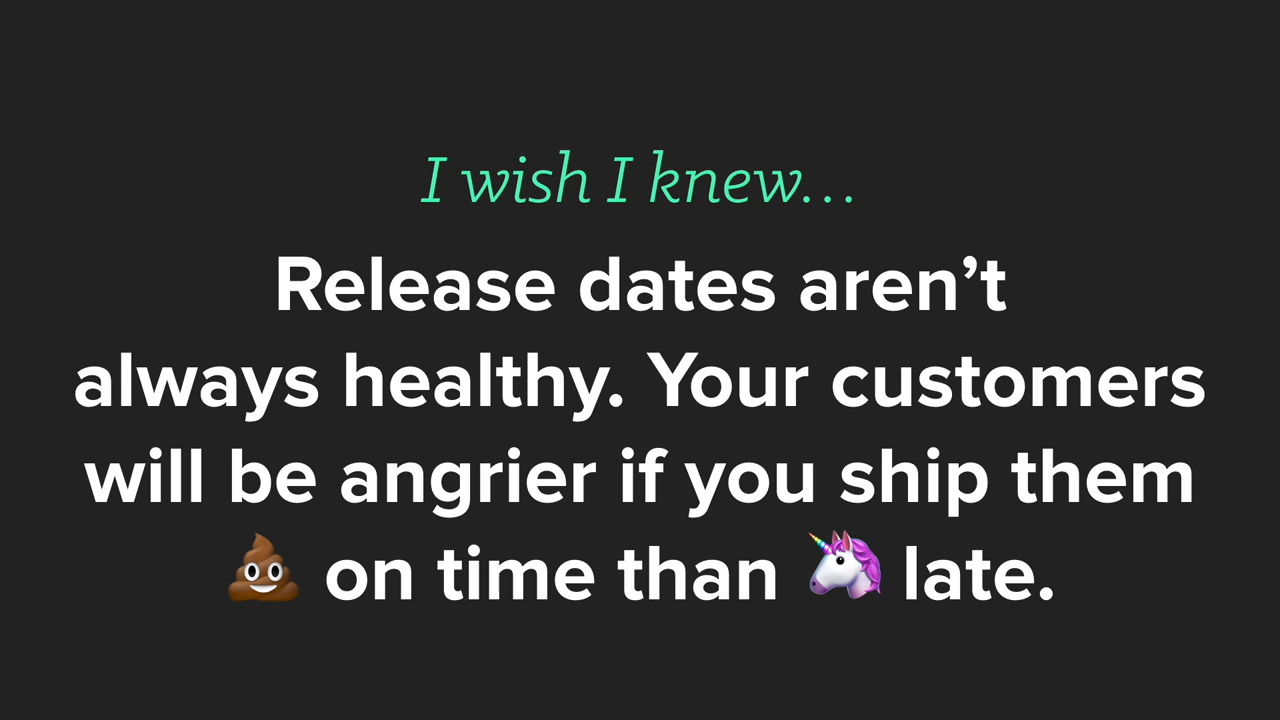 I wish I knew…
Release dates aren’t
always healthy. Your customers
will be angrier if you ship them
💩 on time than 🦄 late.